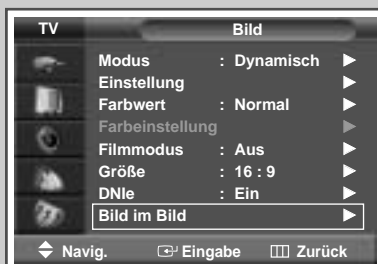 TV Bild
Modus : Dynamisch
Einstellung
Farbwert : Normal
Farbeinstellung
Filmmodus : Aus
Größe : 16 : 9
DNIe : Ein
Bild im Bild
Navig. Eingabe Zurück